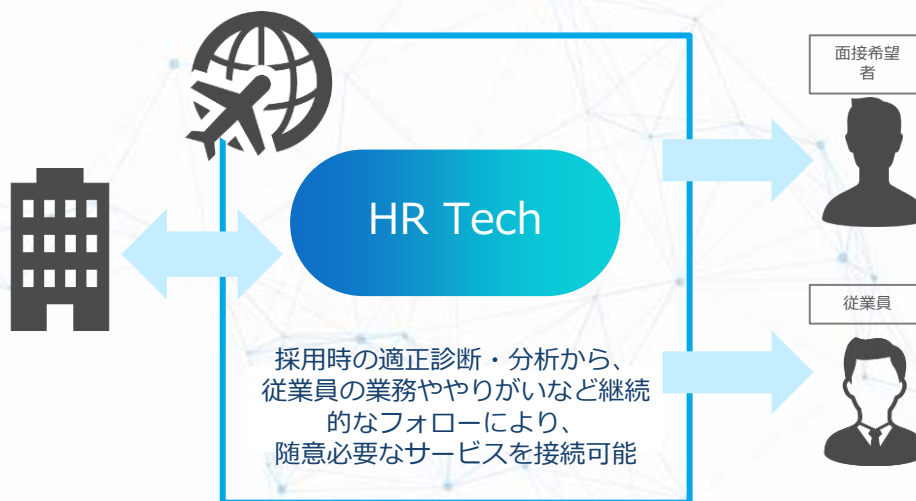 面接希望
者
HR Tech
従業員
採用時の適正診断・分析から、
従業員の業務ややりがいなど継続
的なフォローにより、
随意必要なサービスを接続可能